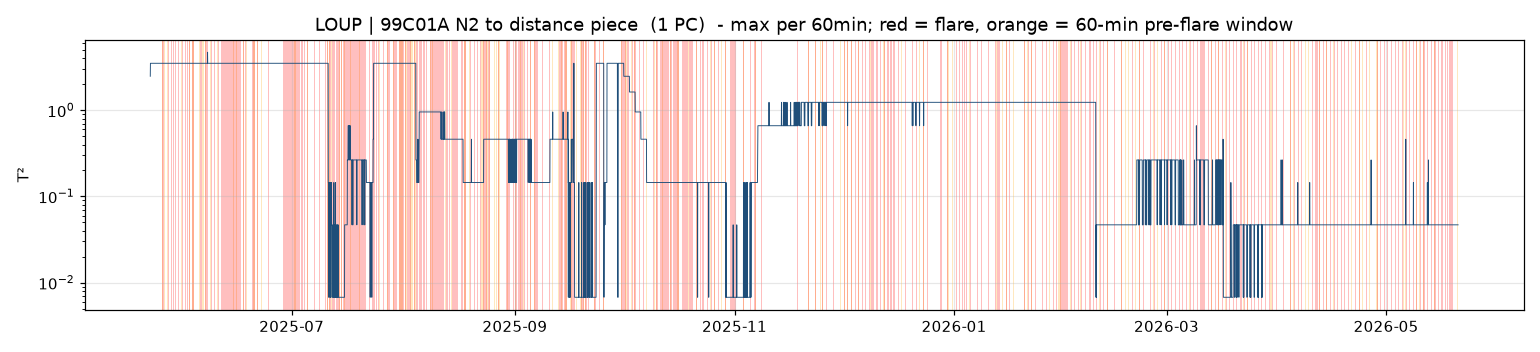 LOUP | 99C01A N2 to distance piece  (1 PC)  - max per 60min; red = flare, orange = 60-min pre-flare window
T²
10⁰
10⁻¹
10⁻²
2025-07 2025-09 2025-11 2026-01 2026-03 2026-05